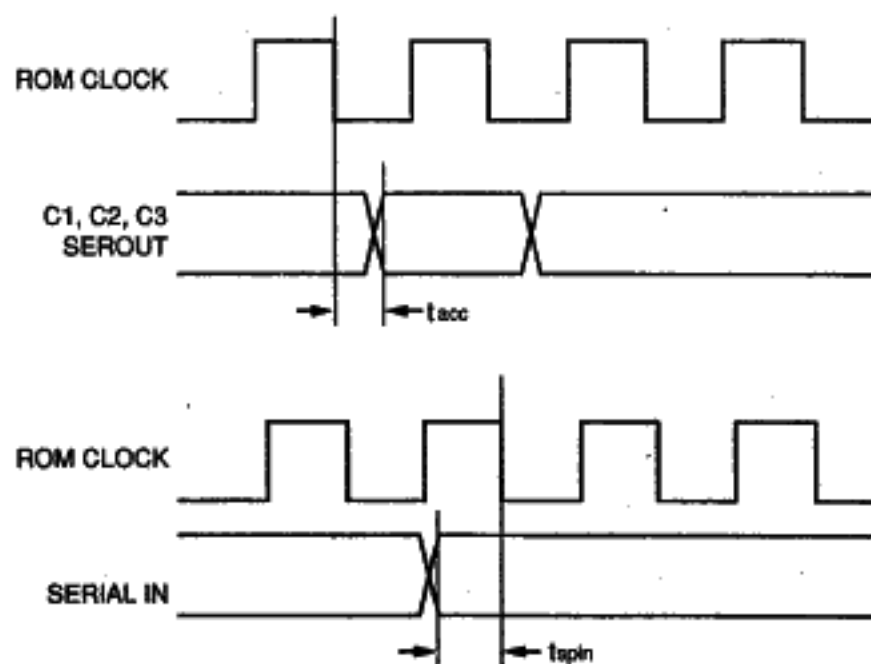 ROM CLOCK
C1, C2, C3
SEROUT
tacc
ROM CLOCK
SERIAL IN
tspin